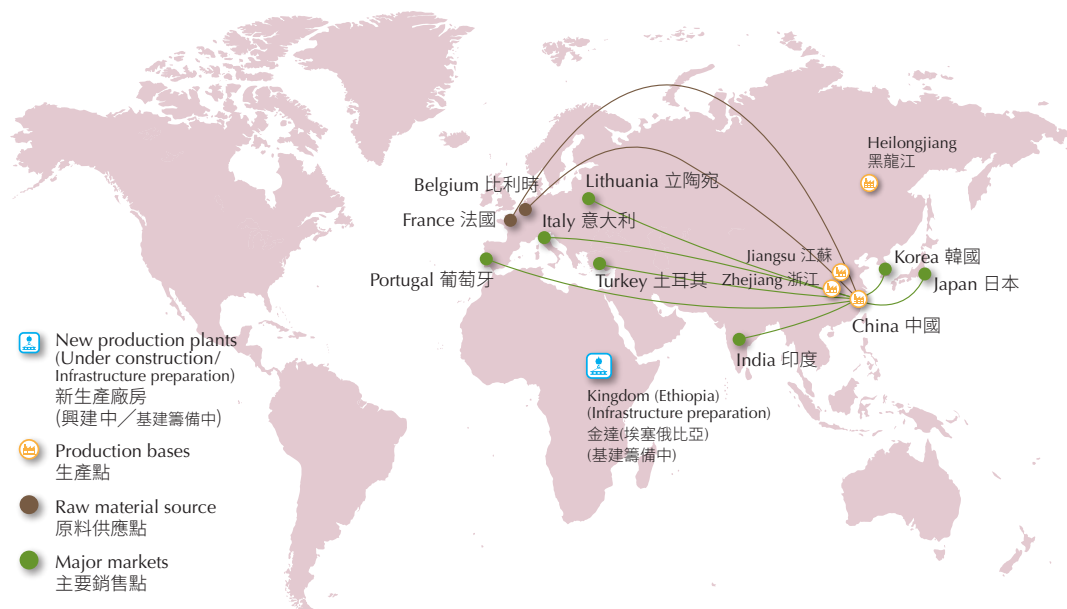 Heilongjiang
黑龍江
Belgium 比利時
Lithuania 立陶宛
France 法國
Italy 意大利
Portugal 葡萄牙
Turkey 土耳其
Jiangsu 江蘇
Zhejiang 浙江
Korea 韓國
Japan 日本
China 中國
India 印度
Kingdom (Ethiopia)
(Infrastructure preparation)
金達(埃塞俄比亞)
(基建籌備中)
New production plants
(Under construction/
Infrastructure preparation)
新生產廠房
(興建中／基建籌備中)
Production bases
生產點
Raw material source
原料供應點
Major markets
主要銷售點